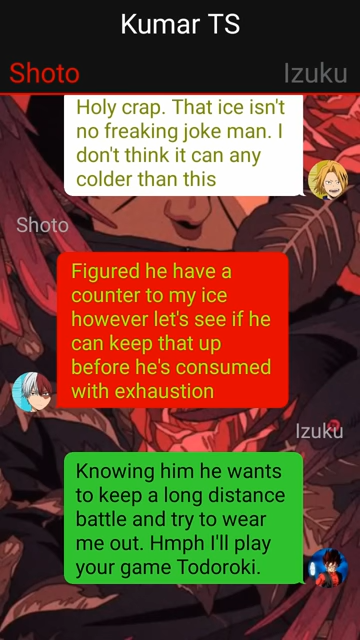 Kumar TS
Shoto
Izuku
Holy crap. That ice isn't
no freaking joke man. I
don't think it can any
colder than this
Shoto
Figured he have a
counter to my ice
however let's see if he
can keep that up
before he's consumed
with exhaustion
Izuku
Knowing him he wants
to keep a long distance
battle and try to wear
me out. Hmph I'll play
your game Todoroki.